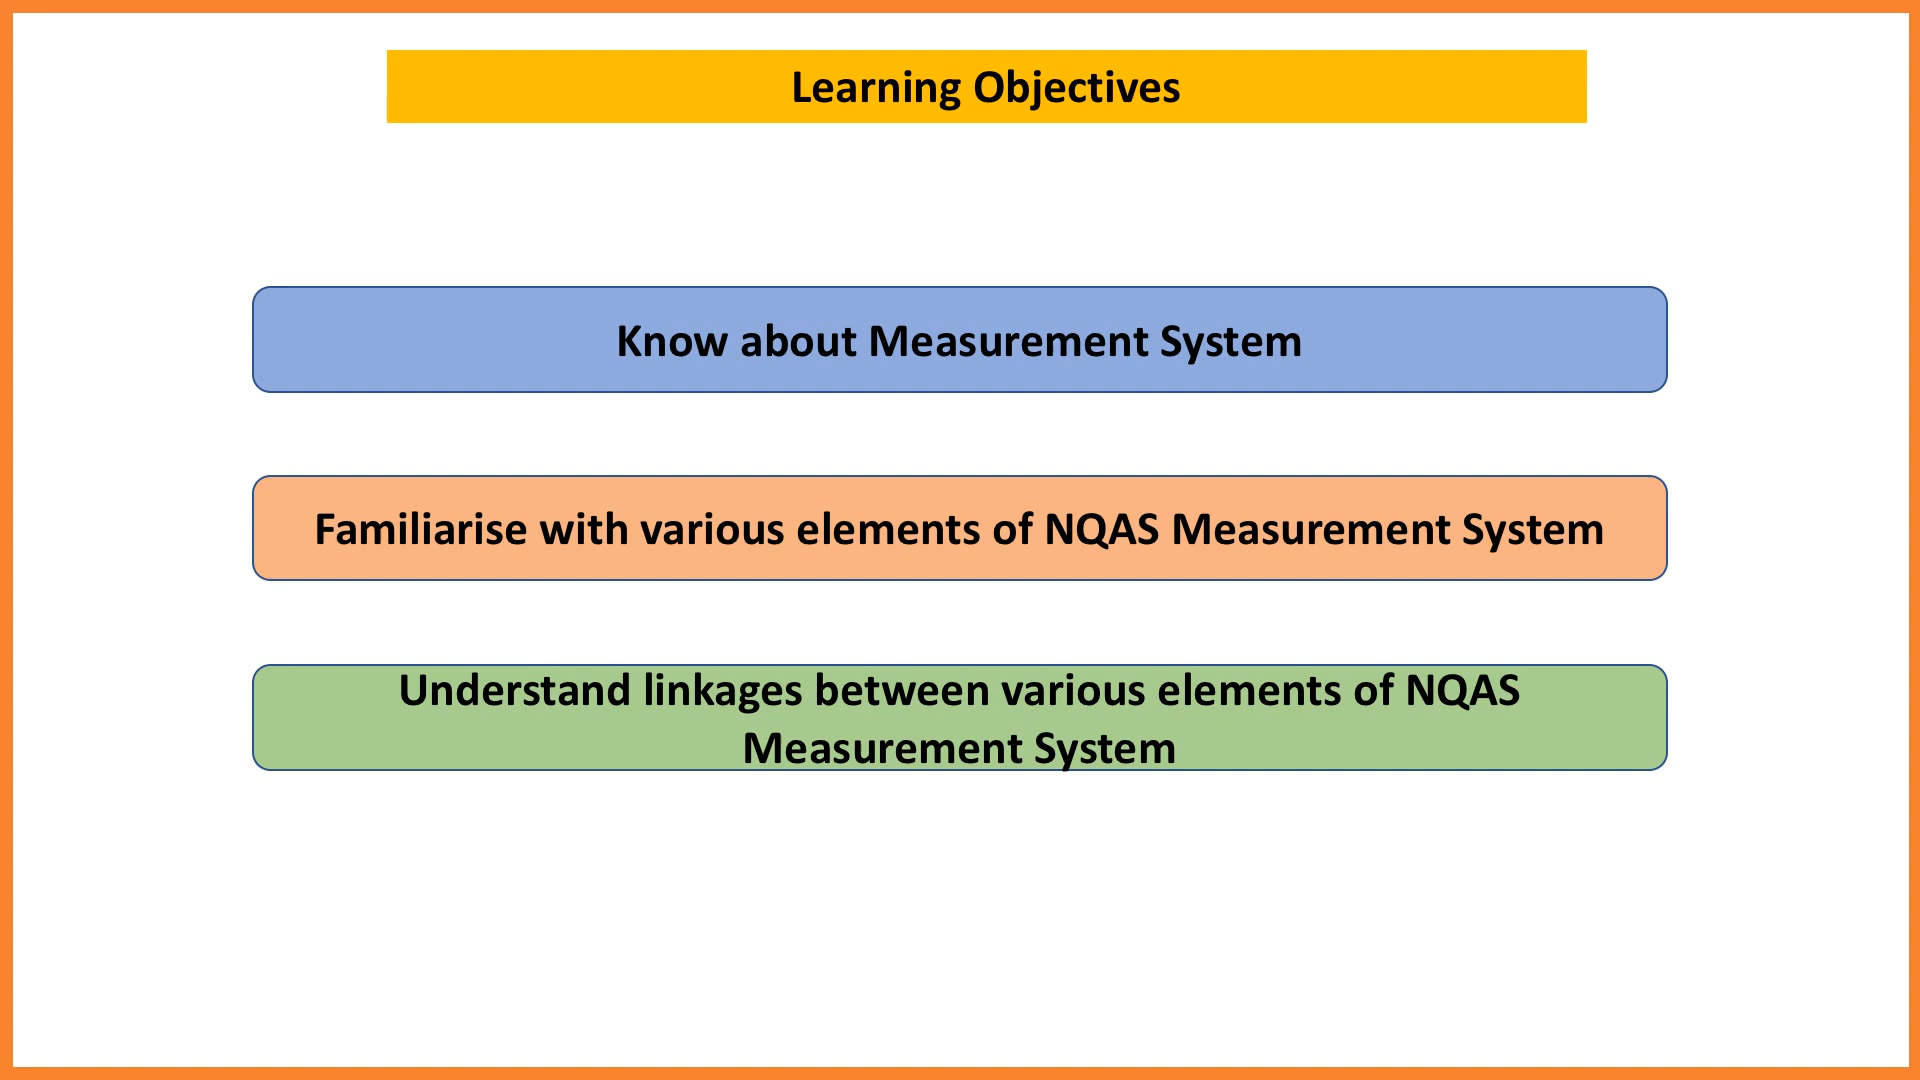 Learning Objectives
Know about Measurement System
Familiarise with various elements of NQAS Measurement System
Understand linkages between various elements of NQAS
Measurement System